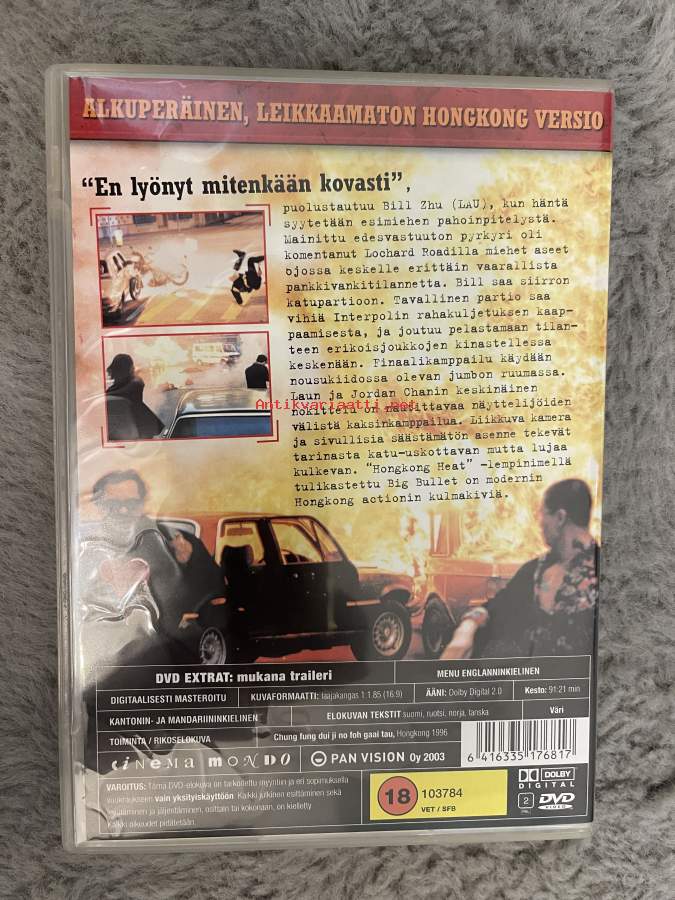 ALKUPERÄINEN, LEIKKAAMATON HONGKONG VERSIO
"En lyönyt mitenkään kovasti",
puolustautuu Bill Zhu (LAU), kun häntä
syytetään esimiehen pahoinpitelystä.
Mainittu edesvastuuton pyrkyri oli
komentanut Lochard Roadilla miehet aseet
ojossa keskelle erittäin vaarallista
pankkivankitilannetta. Bill saa siirron
katupartioon. Tavallinen partio saa
vihiä Interpolin rahakuljetuksen kaap-
paamisesta, ja joutuu pelastamaan tilan-
teen erikoisjoukkojen kinastellessa
keskenään. Finaalikamppailu käydään
nousukiidossa olevan jumbon ruumassa.
Laun ja Jordan Chanin keskinäinen
nokittelu on näyttelijöiden
välistä kaksinkamppailua. Liikkuva kamera
ja sivullisia säästämätön asenne tekevät
tarinasta katu-uskottavan mutta lujaa
kulkevan. "Hongkong Heat" -lempinimellä
tulikastettu Big Bullet on modernin
Hongkong actionin kulmakiviä.
Antikvariaatti.net
DVD EXTRAT: mukana traileri
MENU ENGLANNINKIELINEN
DIGITAALISESTI MASTEROITU
KUVAFORMAATTI: laajakangas 1:1.85 (16:9)
ÄÄNI: Dolby Digital 2.0
Kesto: 91:21 min
KANTONIN- JA MANDARIININKIELINEN
ELOKUVAN TEKSTIT suomi, ruotsi, norja, tanska
Väri
TOIMINTA / RIKOSELOKUVA
Chung fung dui ji no foh gaai tau, Hongkong 1996
CiNeMa MONDO
PAN VISION Oy 2003
6 416335 176817
VAROITUS: Tämä DVD-elokuva on tarkoitettu myyntiin ja eri sopimuksella
vuokraukseen vain yksityiskäyttöön. Kaikki julkinen esittäminen sekä
ja jäljentäminen, osittain tai kokonaan, on kielletty.
Kaikki oikeudet pidätetään.
18
103784
VET / SFB
DOLBY
DIGITAL
2
PAL
DVD
VIDEO